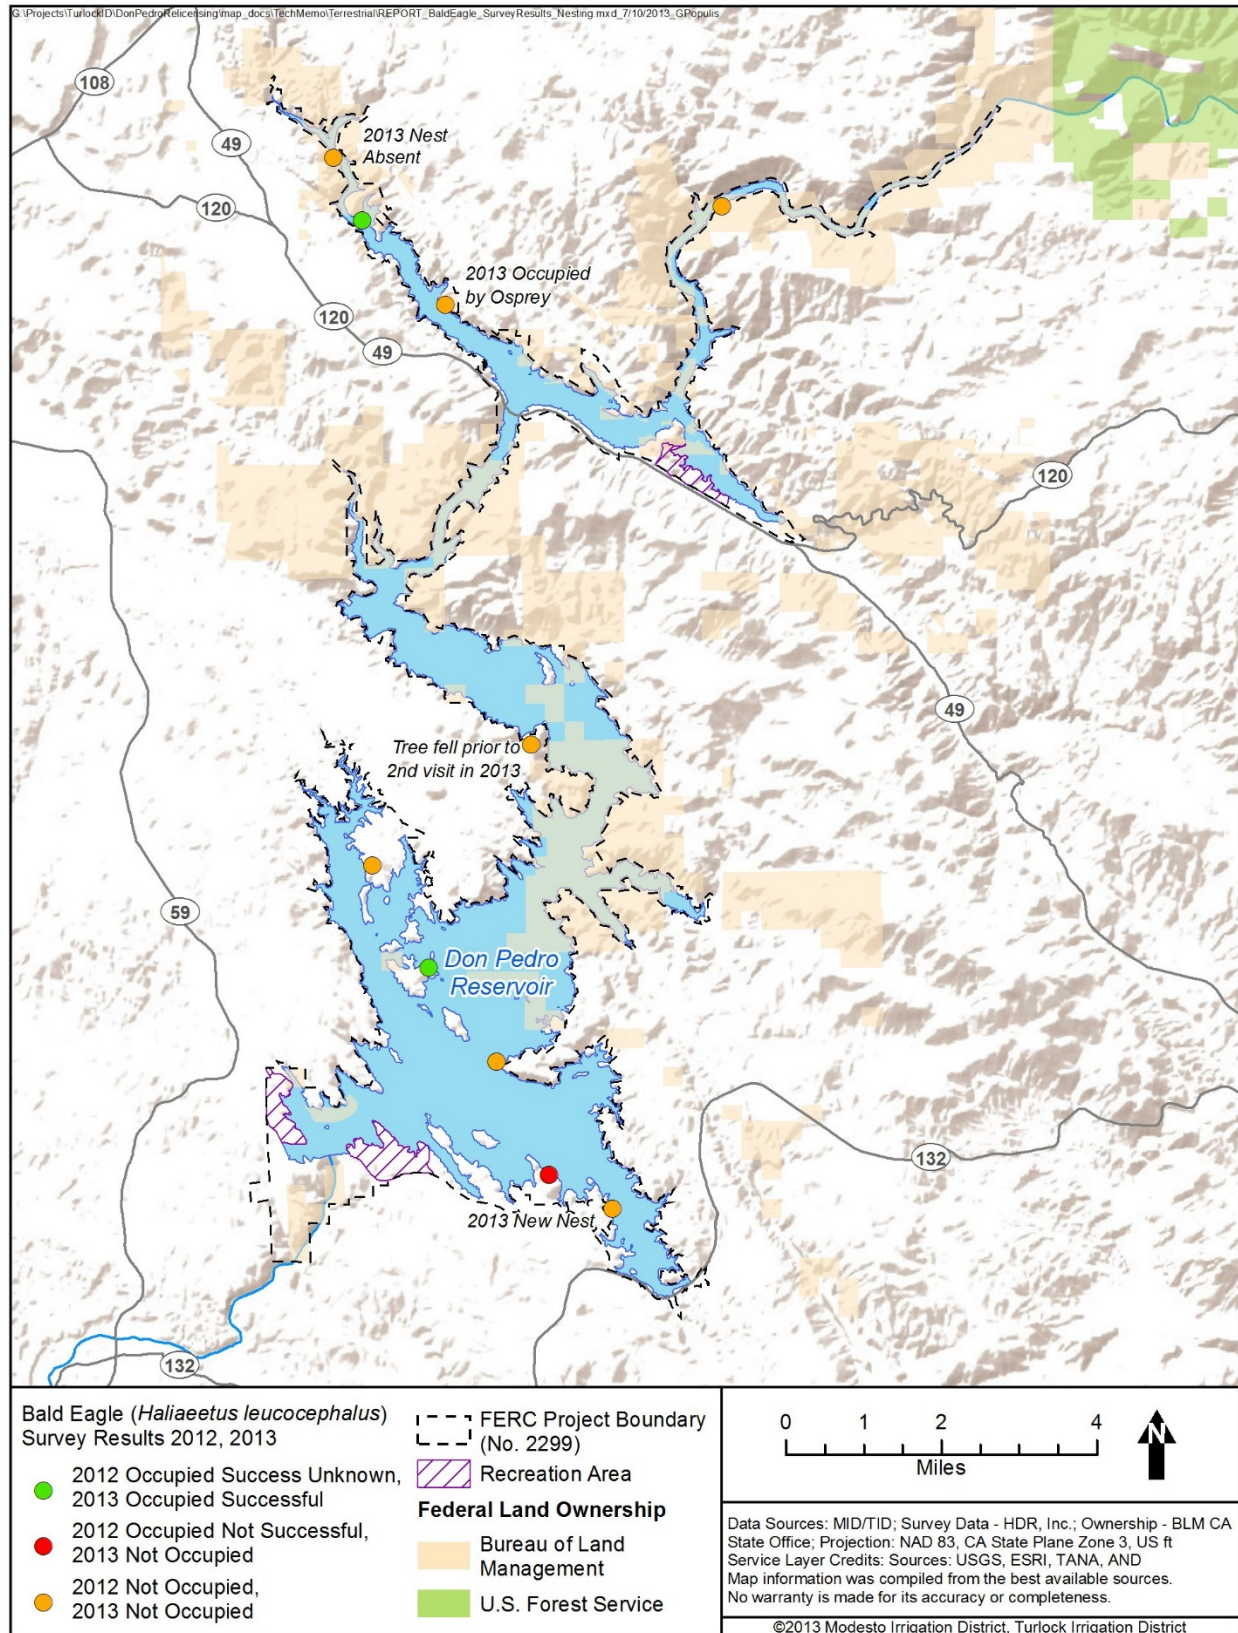 G:\Projects\TurlockID\DonPedroRelicensing\map_docs\TechMemo\Terrestrial\REPORT_BaldEagle_SurveyResults_Nesting.mxd_7/10/2013_GPopulis
108
2013 Nest
Absent
49
120
2013 Occupied
by Osprey
120
49
120
49
Tree fell prior to
2nd visit in 2013
59
Don Pedro
Reservoir
132
2013 New Nest
132
Bald Eagle (Haliaeetus leucocephalus)
Survey Results 2012, 2013
2012 Occupied Success Unknown,
2013 Occupied Successful
2012 Occupied Not Successful,
2013 Not Occupied
2012 Not Occupied,
2013 Not Occupied
FERC Project Boundary
(No. 2299)
Recreation Area
Federal Land Ownership
Bureau of Land
Management
U.S. Forest Service
0 1 2 4
Miles
N
Data Sources: MID/TID; Survey Data - HDR, Inc.; Ownership - BLM CA
State Office; Projection: NAD 83, CA State Plane Zone 3, US ft
Service Layer Credits: Sources: USGS, ESRI, TANA, AND
Map information was compiled from the best available sources.
No warranty is made for its accuracy or completeness.
©2013 Modesto Irrigation District, Turlock Irrigation District